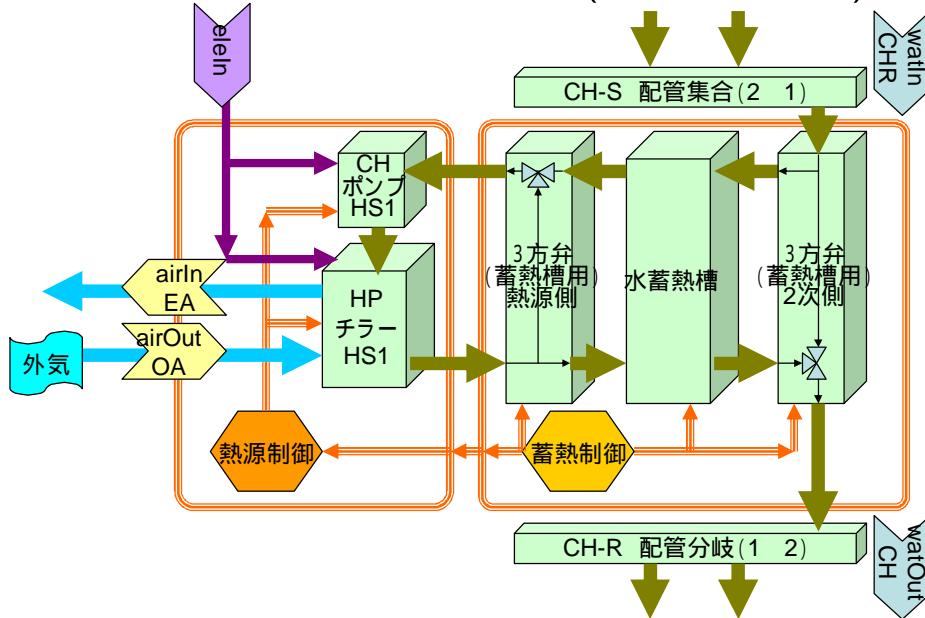 eleIn
watIn
CHR
CH-S 配管集合(2 1)
CH
ポンプ
HS1
3方弁
(蓄熱槽用)
熱源側
水蓄熱槽
3方弁
(蓄熱槽用)
2次側
airIn
EA
HP
チラー
HS1
airOut
OA
外気
熱源制御
蓄熱制御
CH-R 配管分岐(1 2)
watOut
CH